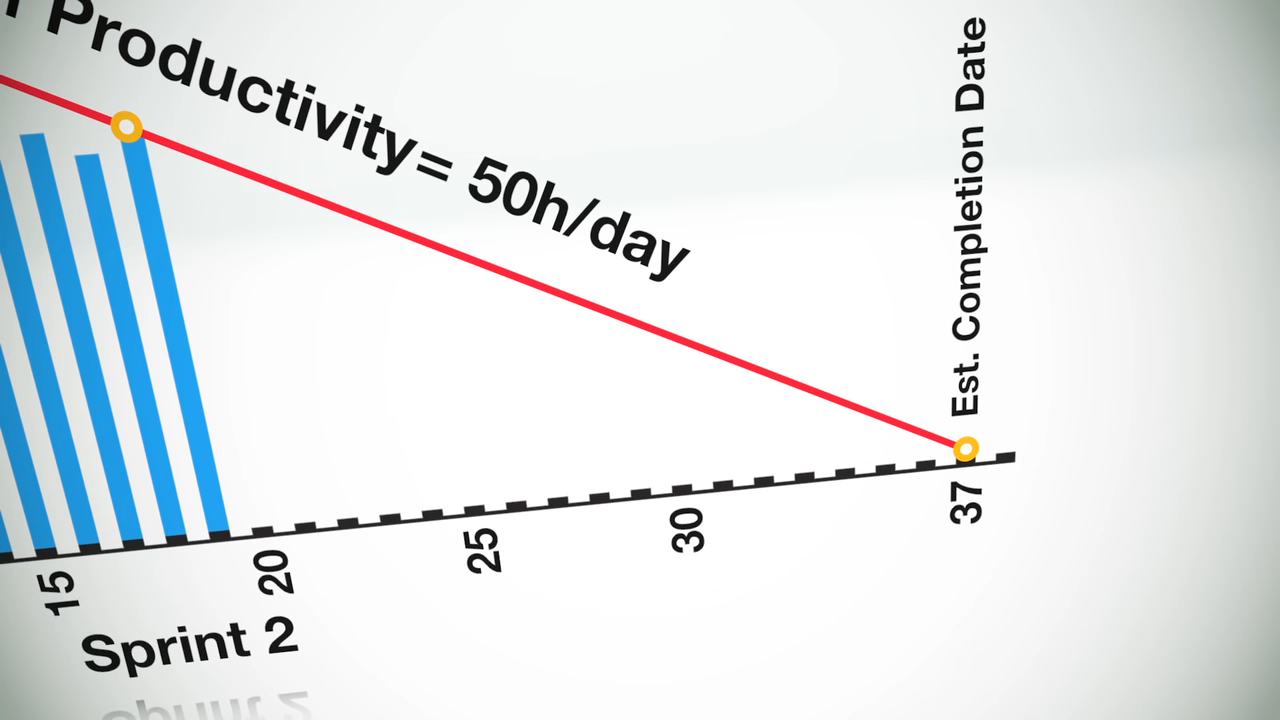 Productivity= 50h/day
Est. Completion Date
15
20
25
30
37
Sprint 2